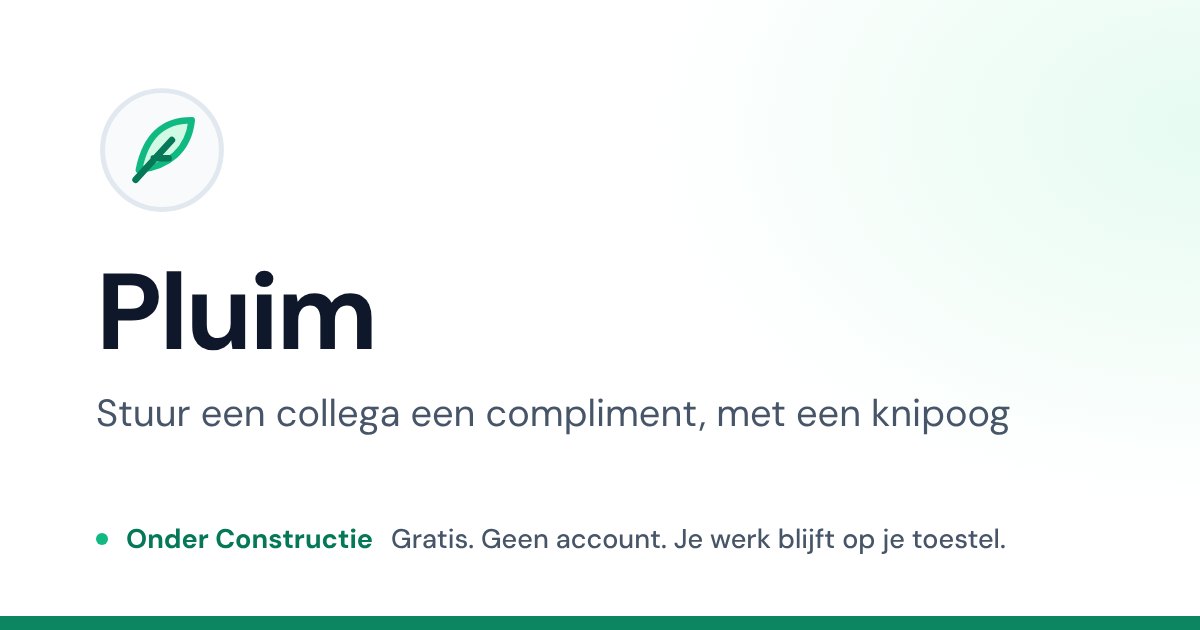 Pluim
Stuur een collega een compliment, met een knipoog
Onder Constructie Gratis. Geen account. Je werk blijft op je toestel.